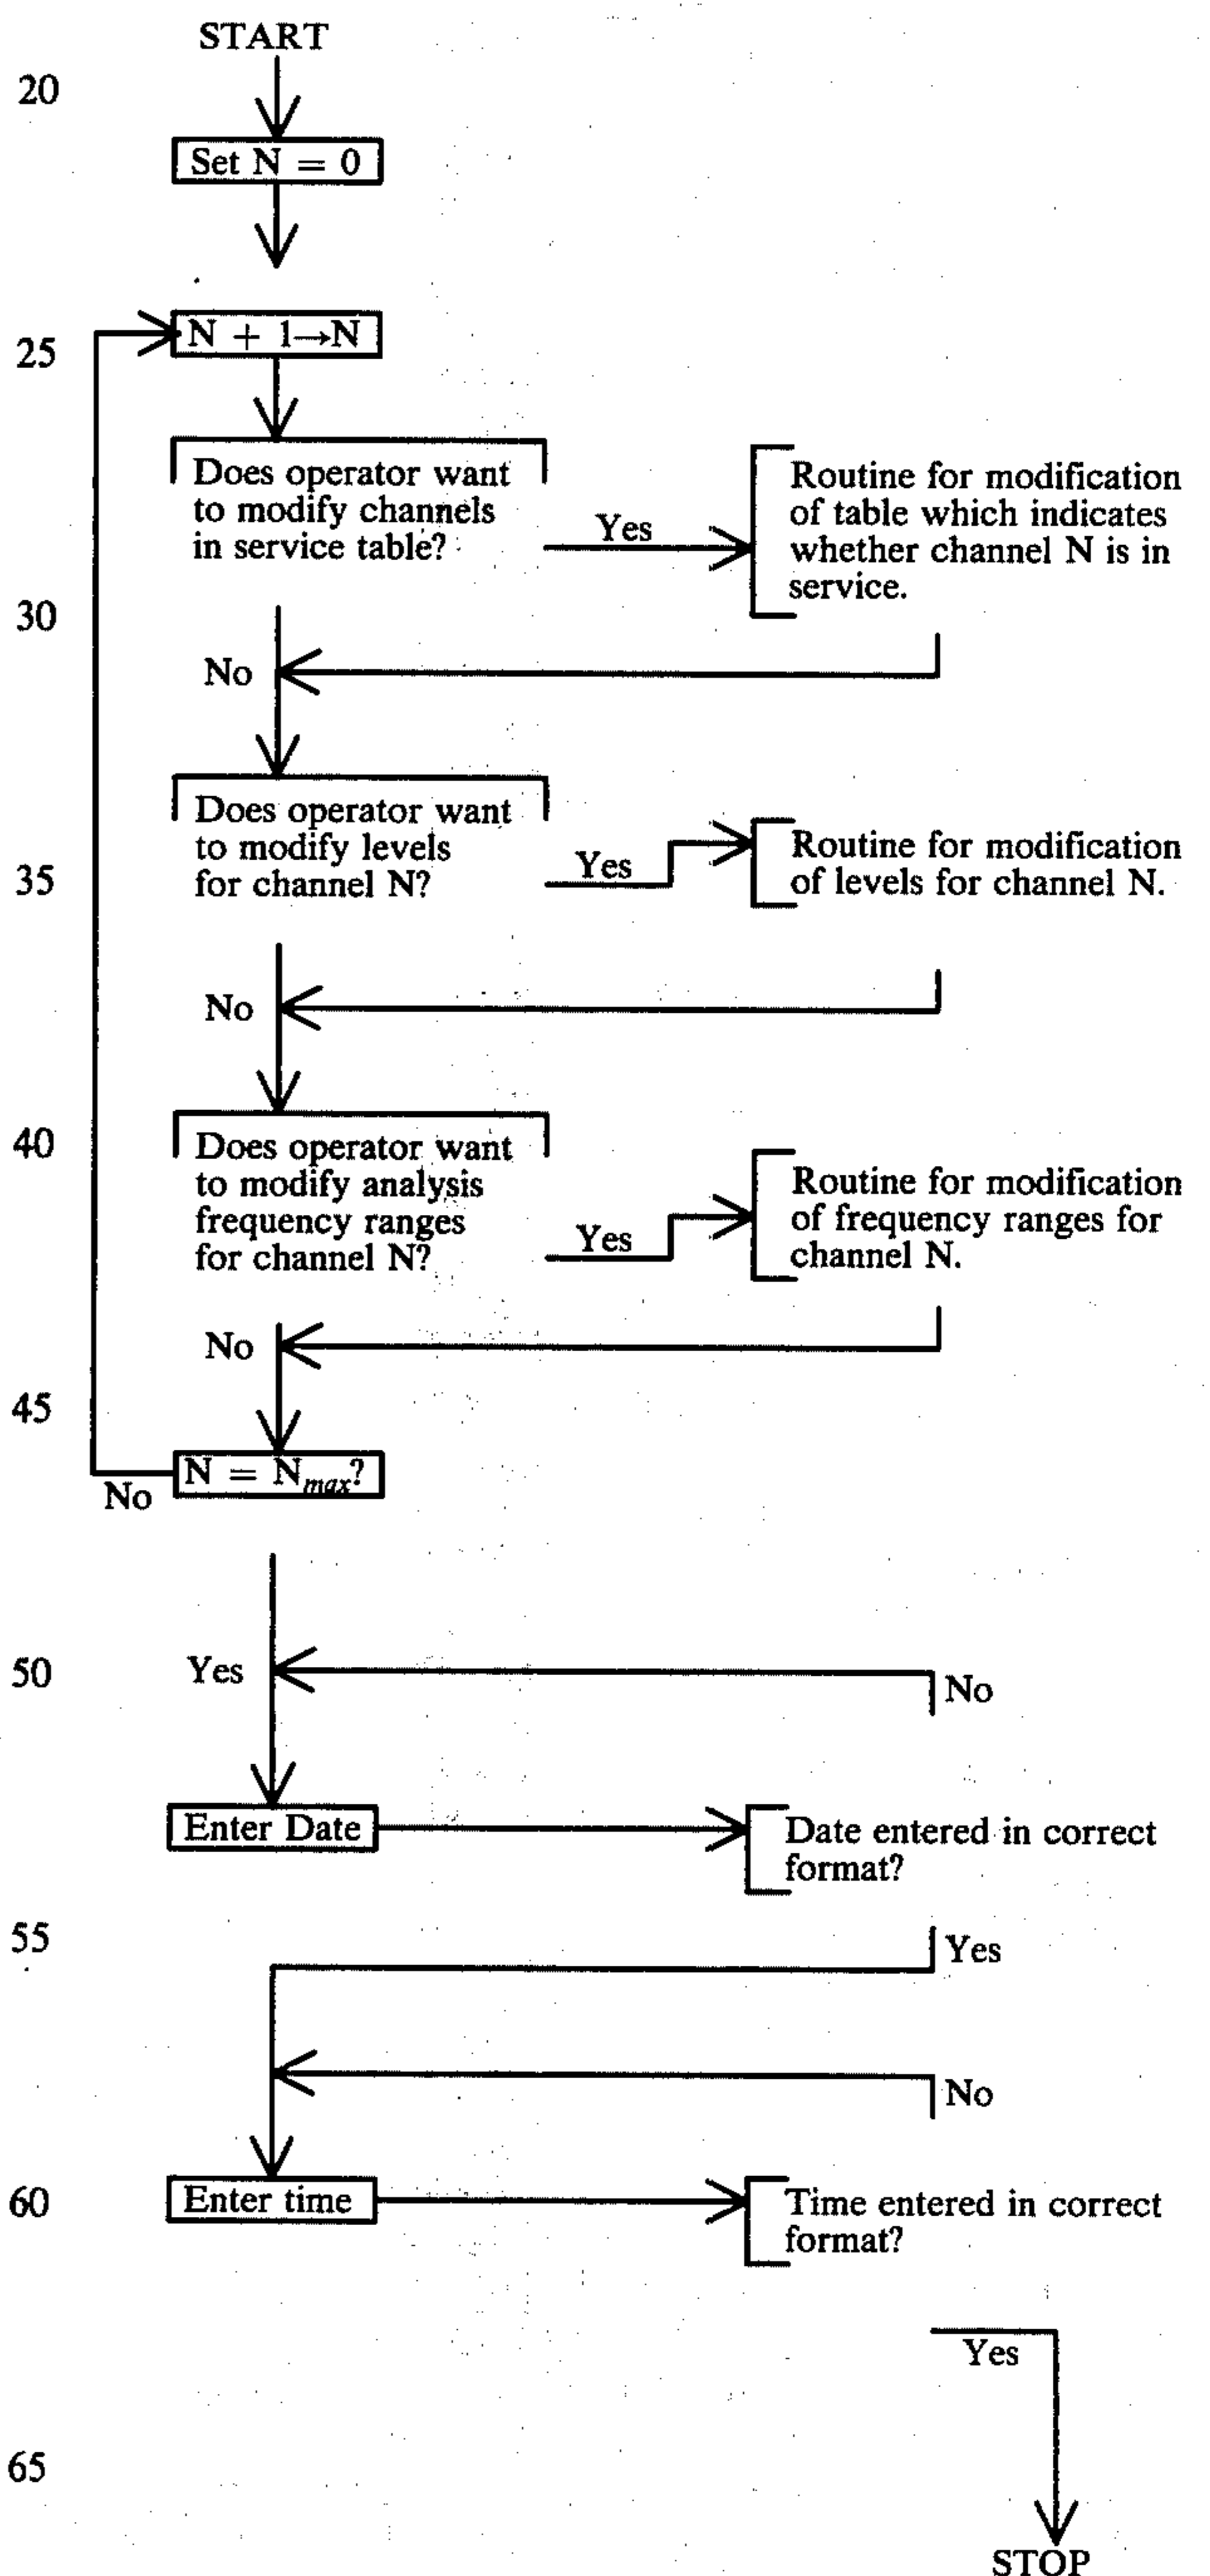 START
20
Set N = 0
N + 1→N
25
Does operator want
to modify channels
in service table?
Yes
Routine for modification
of table which indicates
whether channel N is in
service.
30
No
Does operator want
to modify levels
for channel N?
35
Yes
Routine for modification
of levels for channel N.
No
40
Does operator want
to modify analysis
frequency ranges
for channel N?
Yes
Routine for modification
of frequency ranges for
channel N.
No
45
N = Nmax?
No
50
Yes
No
Enter Date
Date entered in correct
format?
55
Yes
No
60
Enter time
Time entered in correct
format?
Yes
65
STOP